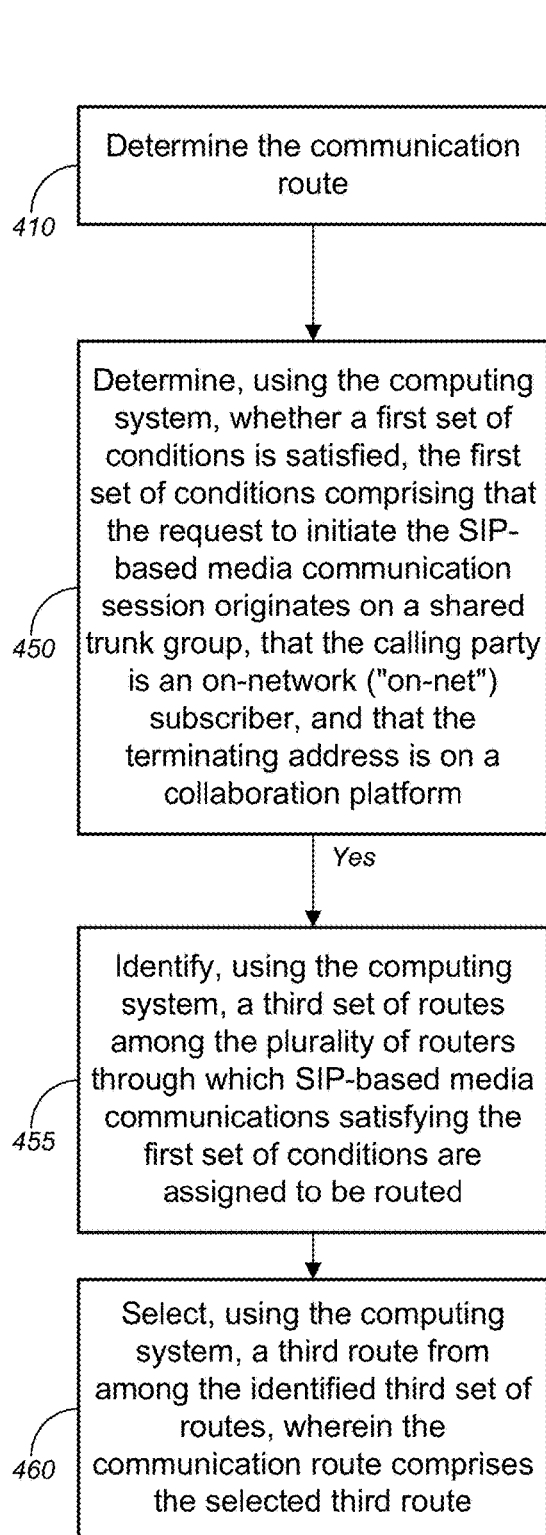 Determine the communication
route
410
Determine, using the computing
system, whether a first set of
conditions is satisfied, the first
set of conditions comprising that
the request to initiate the SIP-
based media communication
session originates on a shared
trunk group, that the calling party
is an on-network ("on-net")
subscriber, and that the
terminating address is on a
collaboration platform
450
Yes
Identify, using the computing
system, a third set of routes
among the plurality of routers
through which SIP-based media
communications satisfying the
first set of conditions are
assigned to be routed
455
Select, using the computing
system, a third route from
among the identified third set of
routes, wherein the
communication route comprises
the selected third route
460